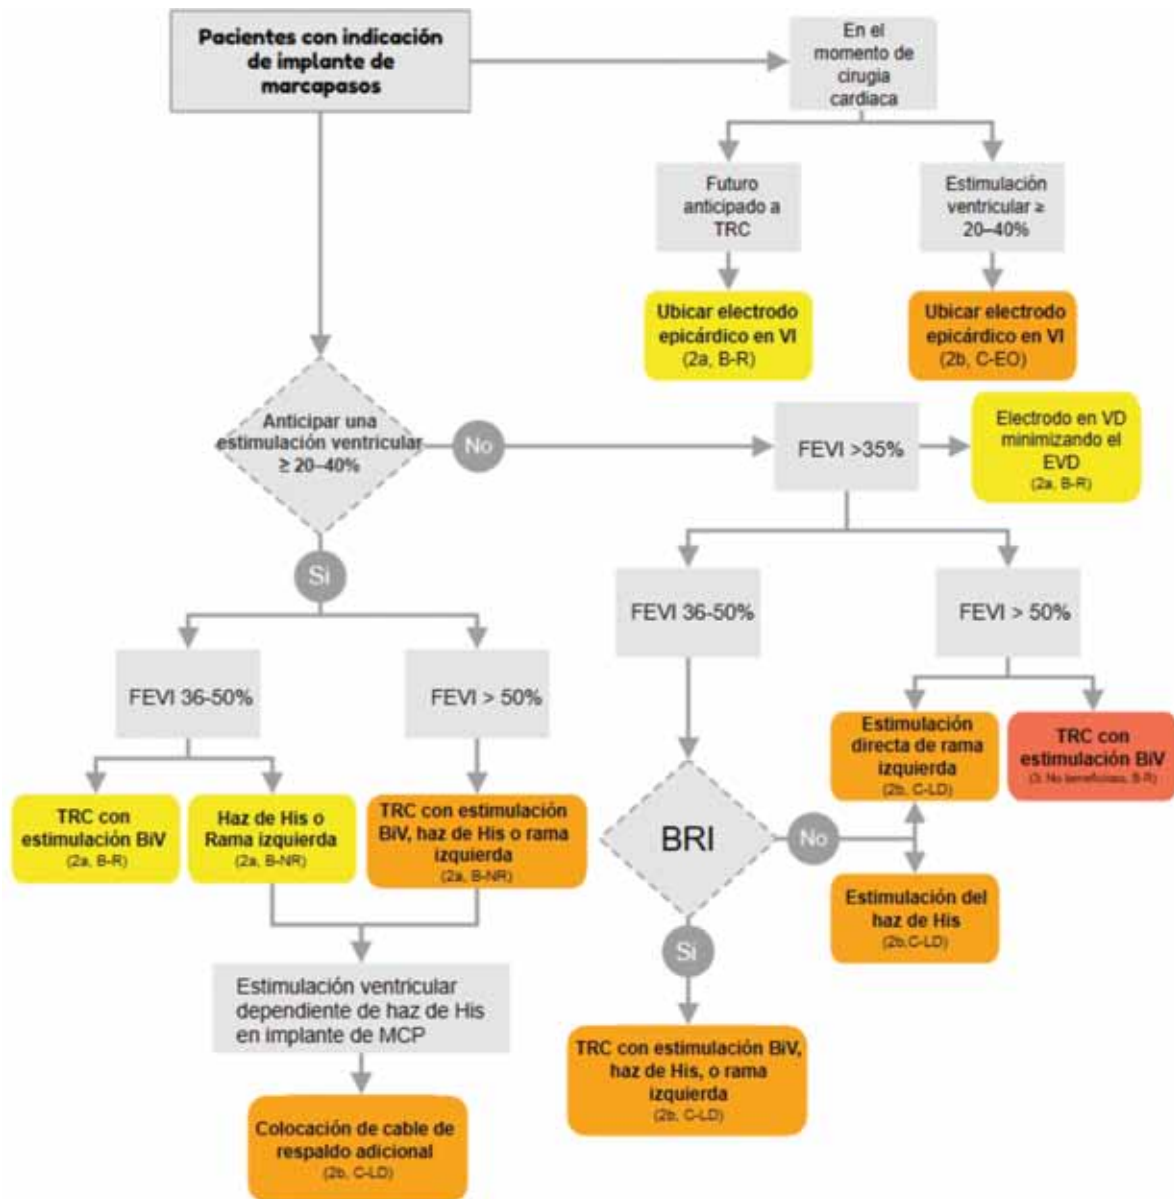 Pacientes con indicación
de implante de
marcapasos
En el
momento de
cirugia
cardiaca
Futuro
anticipado a
TRC
Estimulación
ventricular ≥
20–40%
Ubicar electrodo
epicárdico en VI
(2a, B-R)
Ubicar electrodo
epicárdico en VI
(2b, C-EO)
Anticipar una
estimulación ventricular
≥ 20–40%
No
FEVI >35%
Electrodo en VD
minimizando el
EVD
(2a, B-R)
Si
FEVI 36-50%
FEVI > 50%
FEVI 36-50%
FEVI > 50%
TRC con
estimulación BiV
(2a, B-R)
Haz de His o
Rama izquierda
(2a, B-NR)
TRC con estimulación
BiV, haz de His o rama
izquierda
(2a, B-NR)
BRI
No
Si
Estimulación
directa de rama
izquierda
(2b, C-LD)
TRC con
estimulación BiV
(3, No beneficioso, B-R)
Estimulación del
haz de His
(2b,C-LD)
Estimulación ventricular
dependiente de haz de His
en implante de MCP
Colocación de cable de
respaldo adicional
(2b, C-LD)
TRC con estimulación BiV,
haz de His, o rama
izquierda
(2b, C-LD)